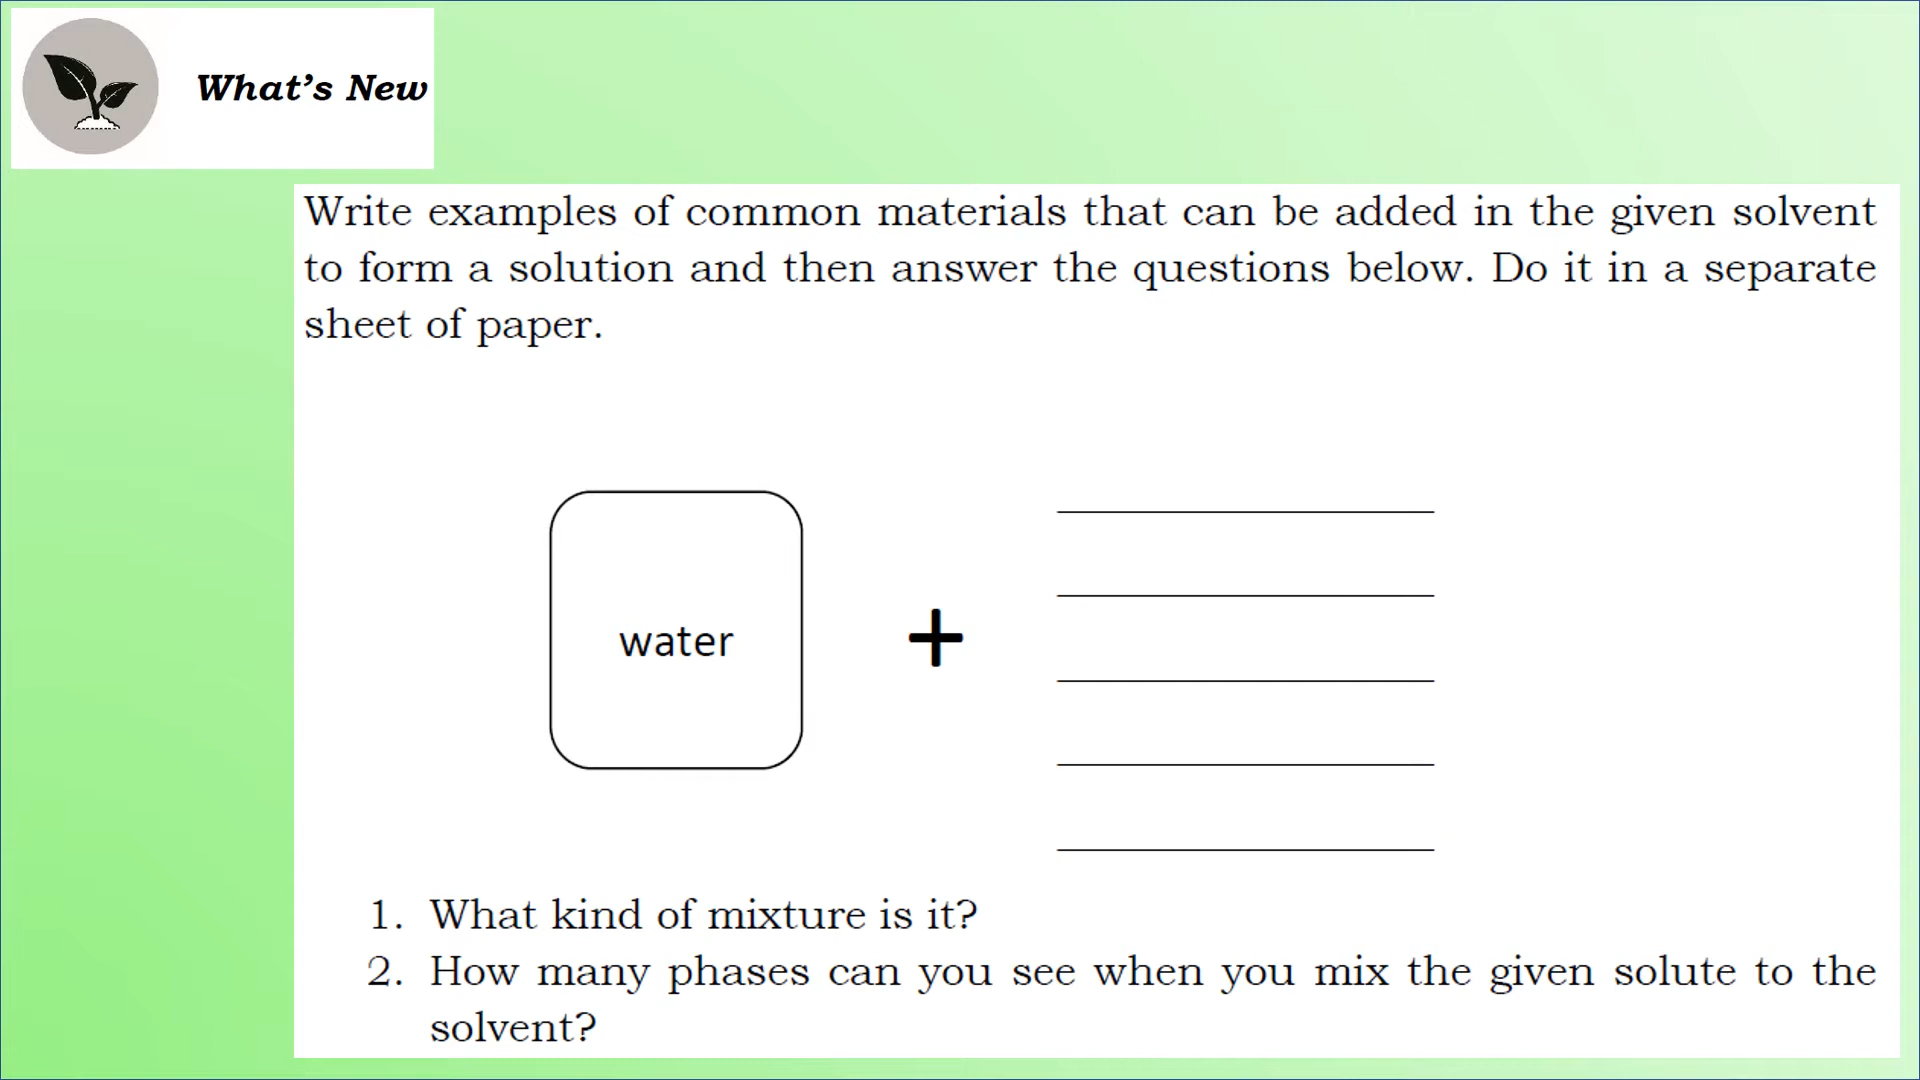 What's New
Write examples of common materials that can be added in the given solvent
to form a solution and then answer the questions below. Do it in a separate
sheet of paper.
water
+
1. What kind of mixture is it?
2. How many phases can you see when you mix the given solute to the
solvent?